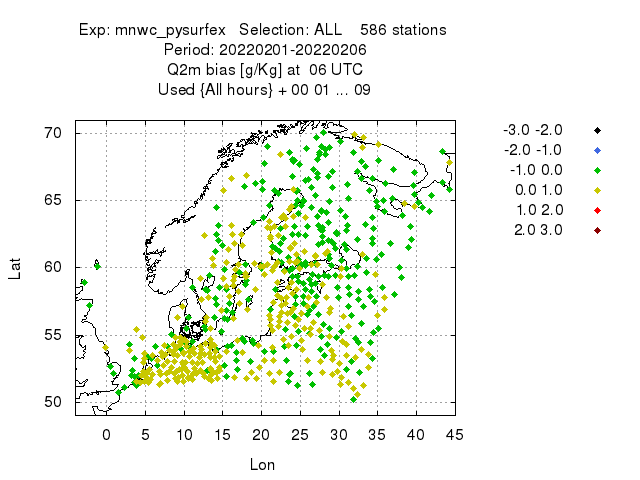 Exp: mnwc_pysurfex Selection: ALL 586 stations
Period: 20220201-20220206
Q2m bias [g/Kg] at 06 UTC
Used {All hours} + 00 01 ... 09
70
65
60
55
50
Lat
0 5 10 15 20 25 30 35 40 45
Lon
-3.0 -2.0
-2.0 -1.0
-1.0 0.0
0.0 1.0
1.0 2.0
2.0 3.0